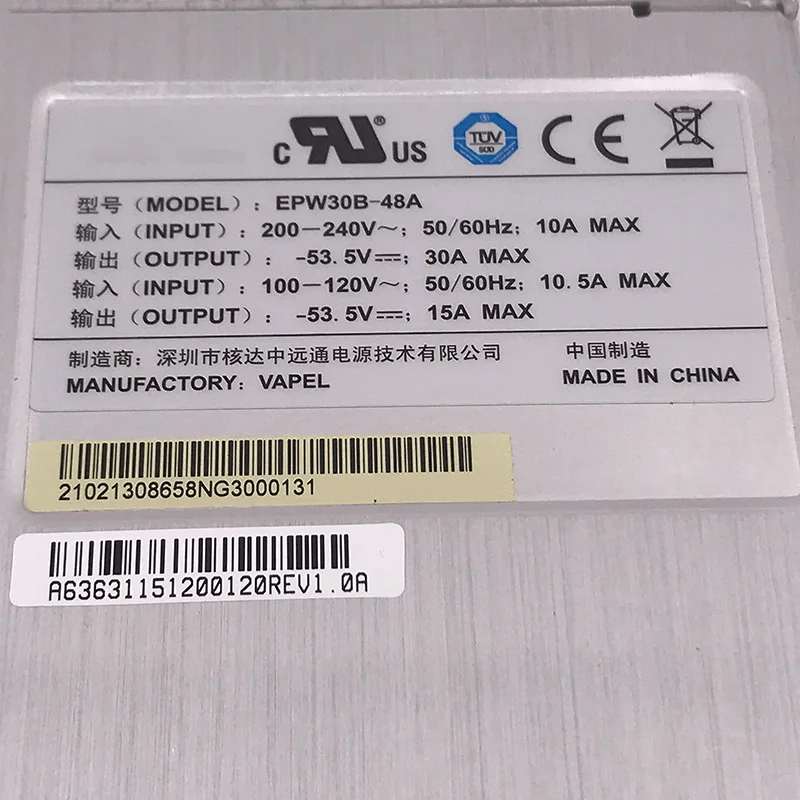 c RU® US TÜV SÜD CE
型号（MODEL）：EPW30B-48A
输入（INPUT）：200－240V～；50/60Hz；10A MAX
输出（OUTPUT）：-53.5V⎓；30A MAX
输入（INPUT）：100－120V～；50/60Hz；10.5A MAX
输出（OUTPUT）：-53.5V⎓；15A MAX
制造商：深圳市核达中远通电源技术有限公司 中国制造
MANUFACTORY：VAPEL MADE IN CHINA
21021308658NG3000131
A636311151200120REV1.0A